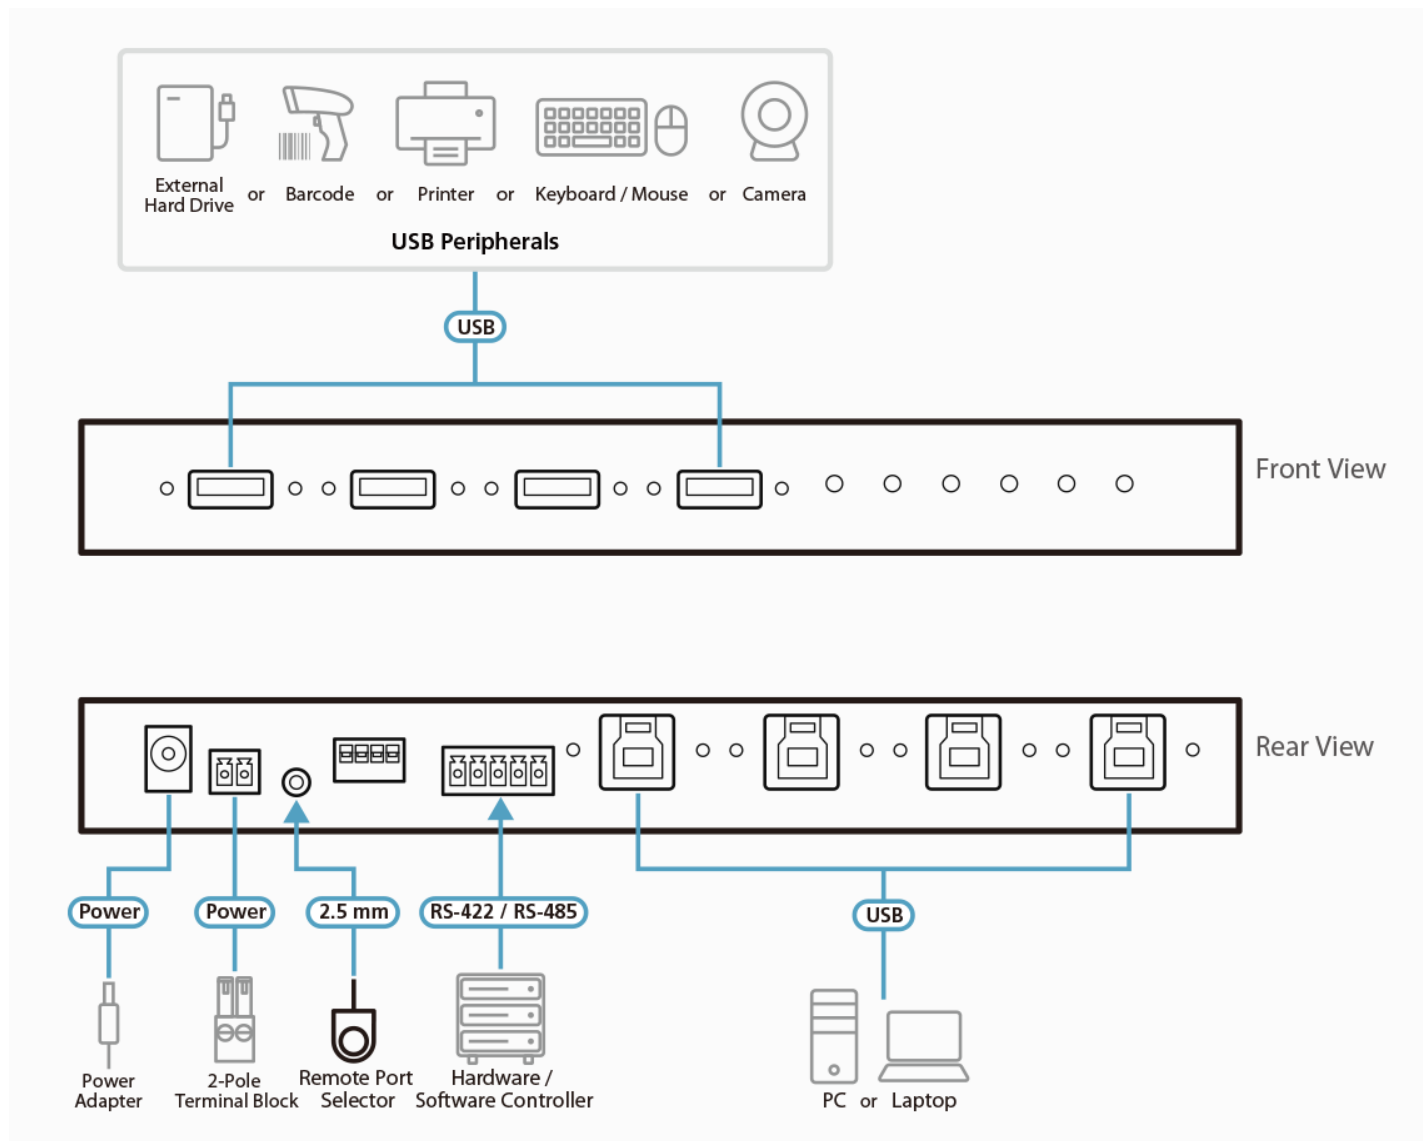 External
Hard Drive or Barcode or Printer or Keyboard / Mouse or Camera
USB Peripherals
USB
Front View
Rear View
Power Power 2.5 mm RS-422 / RS-485 USB
Power
Adapter
2-Pole
Terminal Block
Remote Port
Selector
Hardware /
Software Controller
PC or Laptop